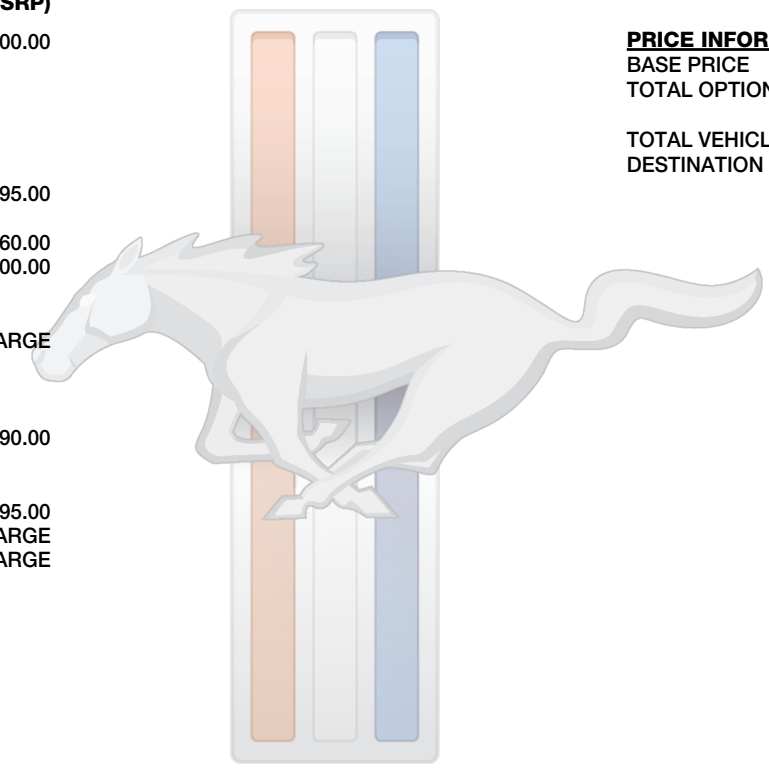 SRP)
00.00
95.00
60.00
00.00
ARGE
90.00
95.00
ARGE
ARGE
PRICE INFOR
BASE PRICE
TOTAL OPTION
TOTAL VEHICL
DESTINATION